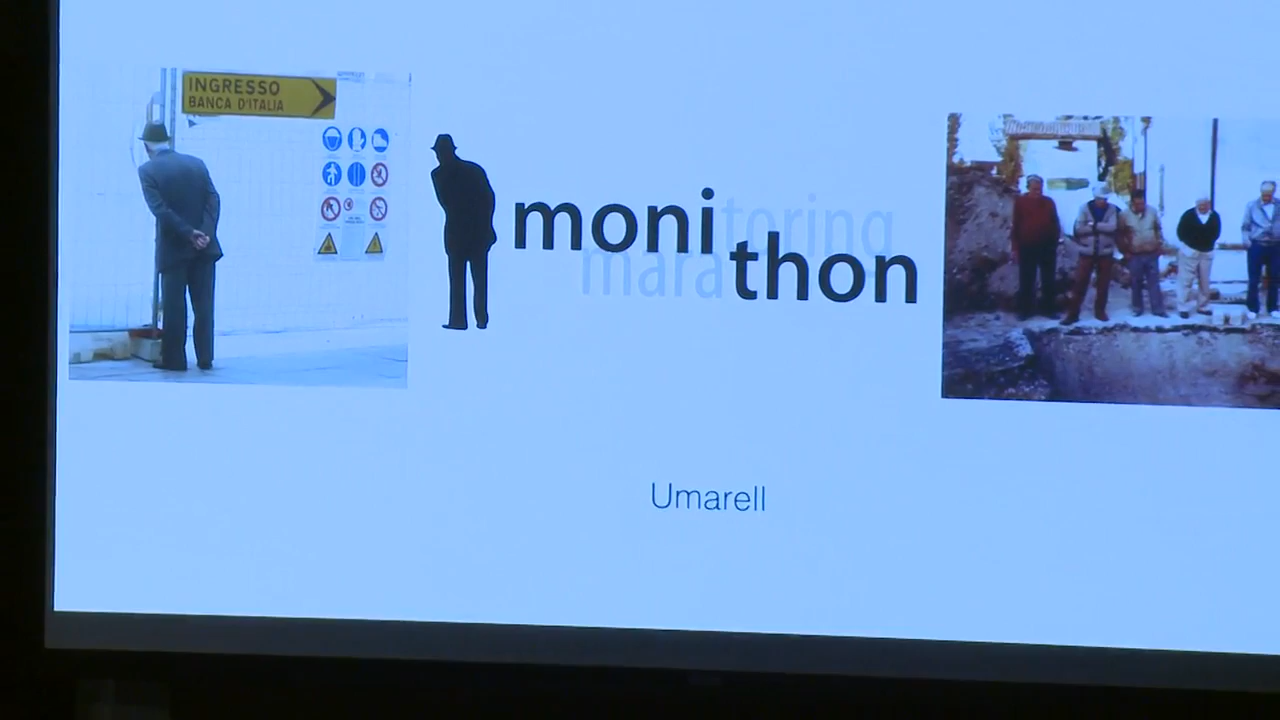 INGRESSO
BANCA D'ITALIA
monitoring
marathon
Umarell